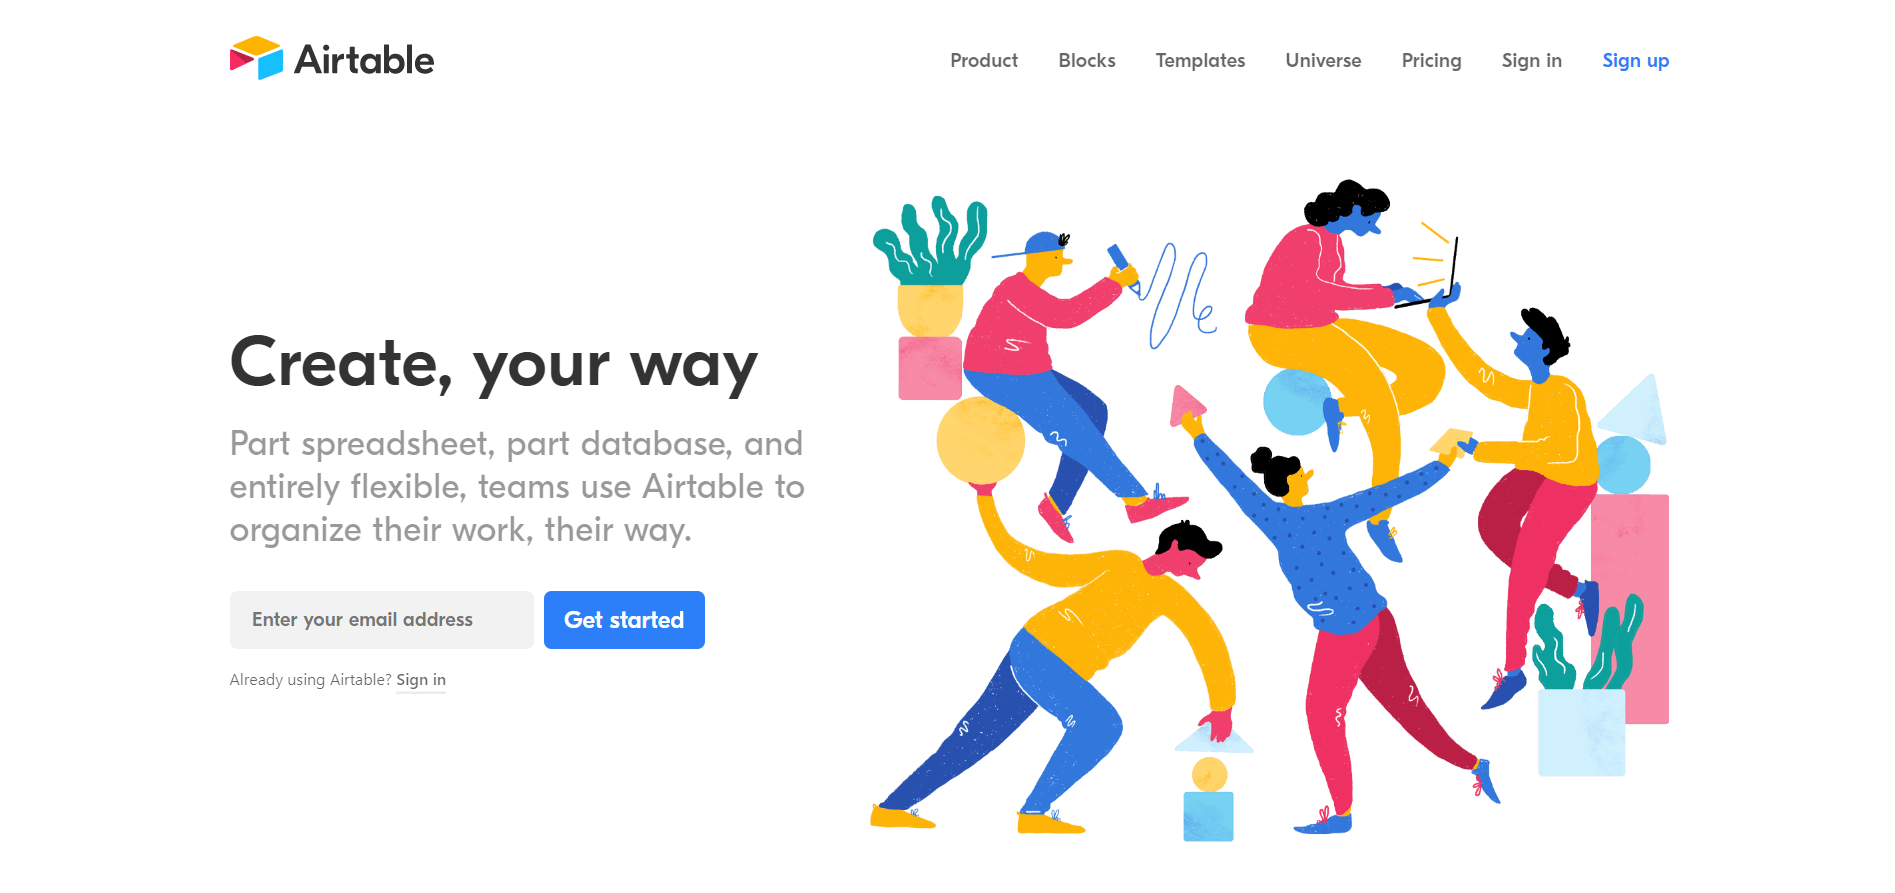 Airtable
Product Blocks Templates Universe Pricing Sign in Sign up
Create, your way
Part spreadsheet, part database, and
entirely flexible, teams use Airtable to
organize their work, their way.
Enter your email address
Get started
Already using Airtable? Sign in